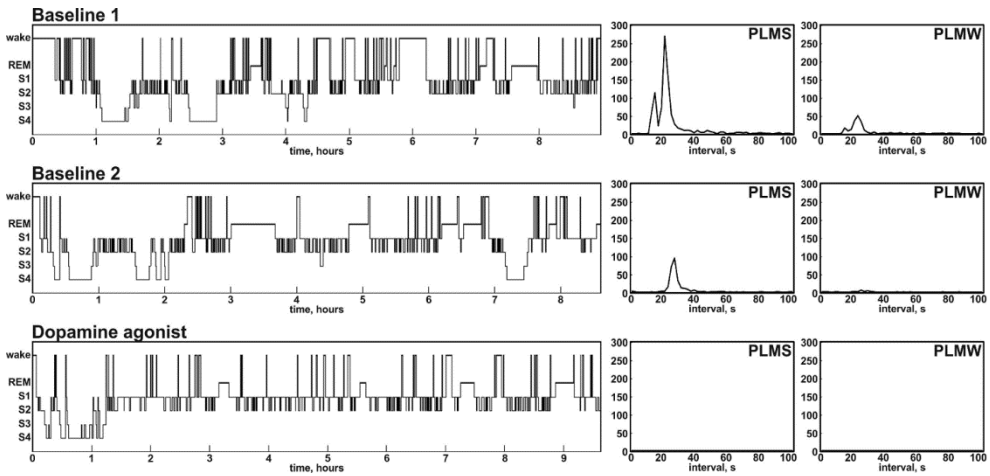 Baseline 1
wake
REM
S1
S2
S3
S4
1 2 3 4 5 6 7 8
time, hours
300
250
200
150
100
50
0
PLMS
0 20 40 60 80 100
interval, s
300
250
200
150
100
50
0
PLMW
0 20 40 60 80 100
interval, s
Baseline 2
wake
REM
S1
S2
S3
S4
0 1 2 3 4 5 6 7 8
time, hours
300
250
200
150
100
50
0
PLMS
0 20 40 60 80 100
interval, s
300
250
200
150
100
50
0
PLMW
0 20 40 60 80 100
interval, s
Dopamine agonist
wake
REM
S1
S2
S3
S4
0 1 2 3 4 5 6 7 8 9
time, hours
300
250
200
150
100
50
0
PLMS
0 20 40 60 80 100
interval, s
300
250
200
150
100
50
0
PLMW
0 20 40 60 80 100
interval, s